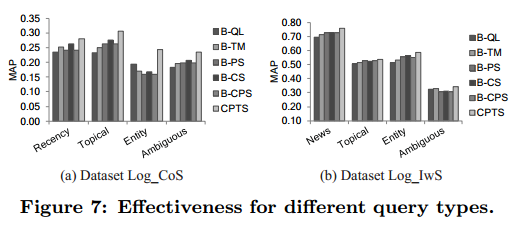 0.35
0.30
0.25
0.20
0.15
0.10
0.05
0.00
MAP
Recency
Topical
Entity
Ambiguous
B-QL
B-TM
B-PS
B-CS
B-CPS
CPTS
(a) Dataset Log_CoS
0.80
0.70
0.60
0.50
0.40
0.30
0.20
0.10
MAP
News
Topical
Entity
Ambiguous
B-QL
B-TM
B-PS
B-CS
B-CPS
CPTS
(b) Dataset Log_IwS
Figure 7: Effectiveness for different query types.